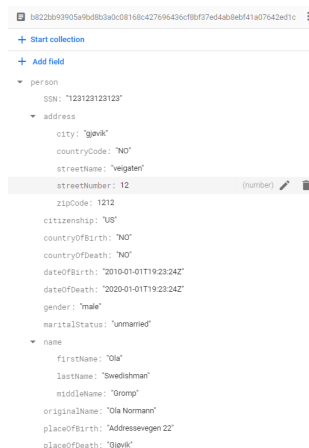 b822bb93905a9bd8b3a0c08168c427696436cf8bf37ed4ab8ebf41a07642ed1c
Start collection
Add field
person
SSN: "123123123123"
address
city: "gjøvik"
countryCode: "NO"
streetName: "veigaten"
streetNumber: 12 (number)
zipCode: 1212
citizenship: "US"
countryOfBirth: "NO"
countryOfDeath: "NO"
dateOfBirth: "2010-01-01T19:23:24Z"
dateOfDeath: "2020-01-01T19:23:24Z"
gender: "male"
maritalStatus: "unmarried"
name
firstName: "Ola"
lastName: "Swedishman"
middleName: "Gromp"
originalName: "Ola Normann"
placeOfBirth: "Addressevegen 22"
placeOfDeath: "Gjøvik"